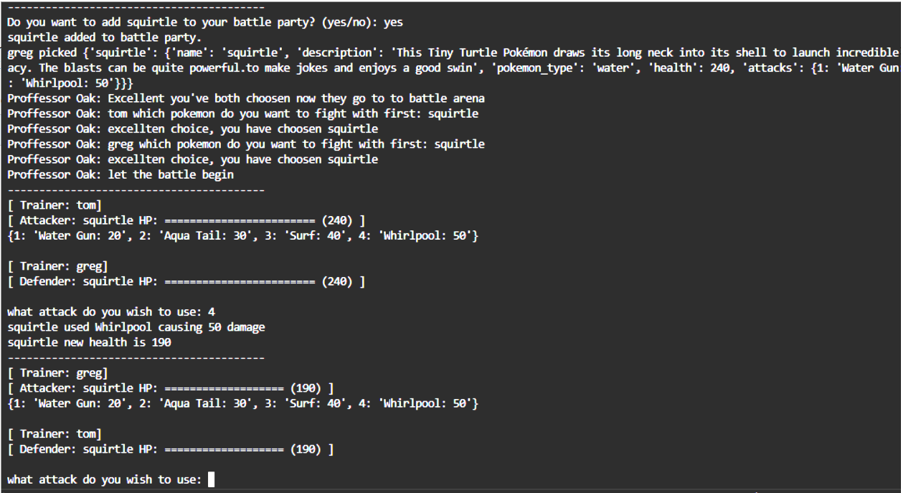 ----------------------------------------
Do you want to add squirtle to your battle party? (yes/no): yes
squirtle added to battle party.
greg picked {'squirtle': {'name': 'squirtle', 'description': 'This Tiny Turtle Pokémon draws its long neck into its shell to launch incredible
acy. The blasts can be quite powerful.to make jokes and enjoys a good swin', 'pokemon_type': 'water', 'health': 240, 'attacks': {1: 'Water Gun
: 'Whirlpool: 50'}}}
Proffessor Oak: Excellent you've both choosen now they go to to battle arena
Proffessor Oak: tom which pokemon do you want to fight with first: squirtle
Proffessor Oak: excellten choice, you have choosen squirtle
Proffessor Oak: greg which pokemon do you want to fight with first: squirtle
Proffessor Oak: excellten choice, you have choosen squirtle
Proffessor Oak: let the battle begin
----------------------------------------
[ Trainer: tom]
[ Attacker: squirtle HP: ======================== (240) ]
{1: 'Water Gun: 20', 2: 'Aqua Tail: 30', 3: 'Surf: 40', 4: 'Whirlpool: 50'}
[ Trainer: greg]
[ Defender: squirtle HP: ======================== (240) ]
what attack do you wish to use: 4
squirtle used Whirlpool causing 50 damage
squirtle new health is 190
----------------------------------------
[ Trainer: greg]
[ Attacker: squirtle HP: =================== (190) ]
{1: 'Water Gun: 20', 2: 'Aqua Tail: 30', 3: 'Surf: 40', 4: 'Whirlpool: 50'}
[ Trainer: tom]
[ Defender: squirtle HP: =================== (190) ]
what attack do you wish to use: